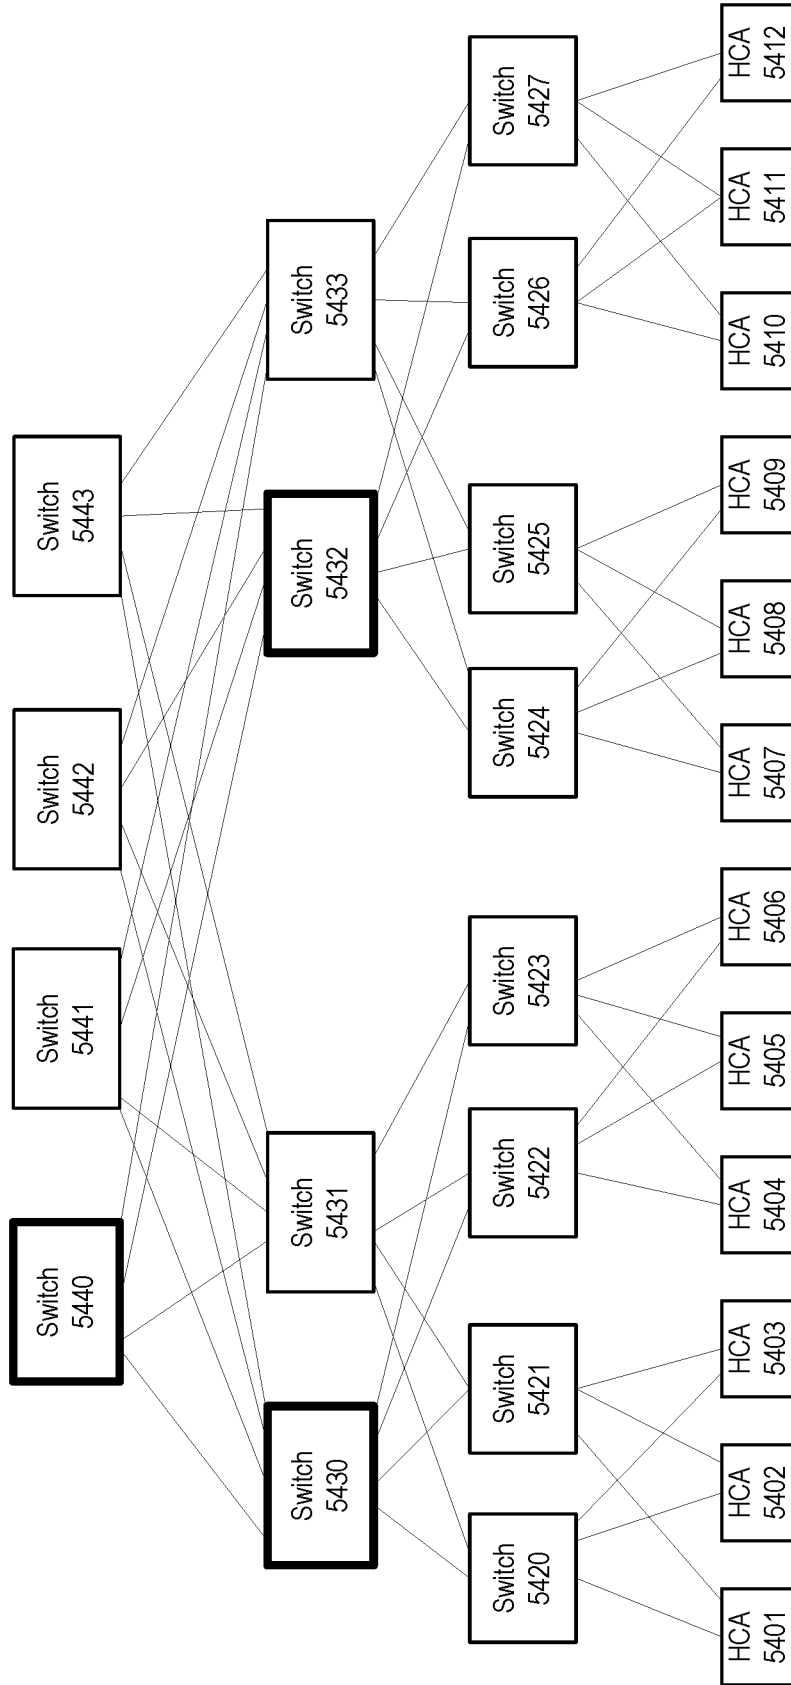 Switch
5440
Switch
5441
Switch
5442
Switch
5443
Switch
5430
Switch
5431
Switch
5432
Switch
5433
Switch
5420
Switch
5421
Switch
5422
Switch
5423
Switch
5424
Switch
5425
Switch
5426
Switch
5427
HCA
5401
HCA
5402
HCA
5403
HCA
5404
HCA
5405
HCA
5406
HCA
5407
HCA
5408
HCA
5409
HCA
5410
HCA
5411
HCA
5412